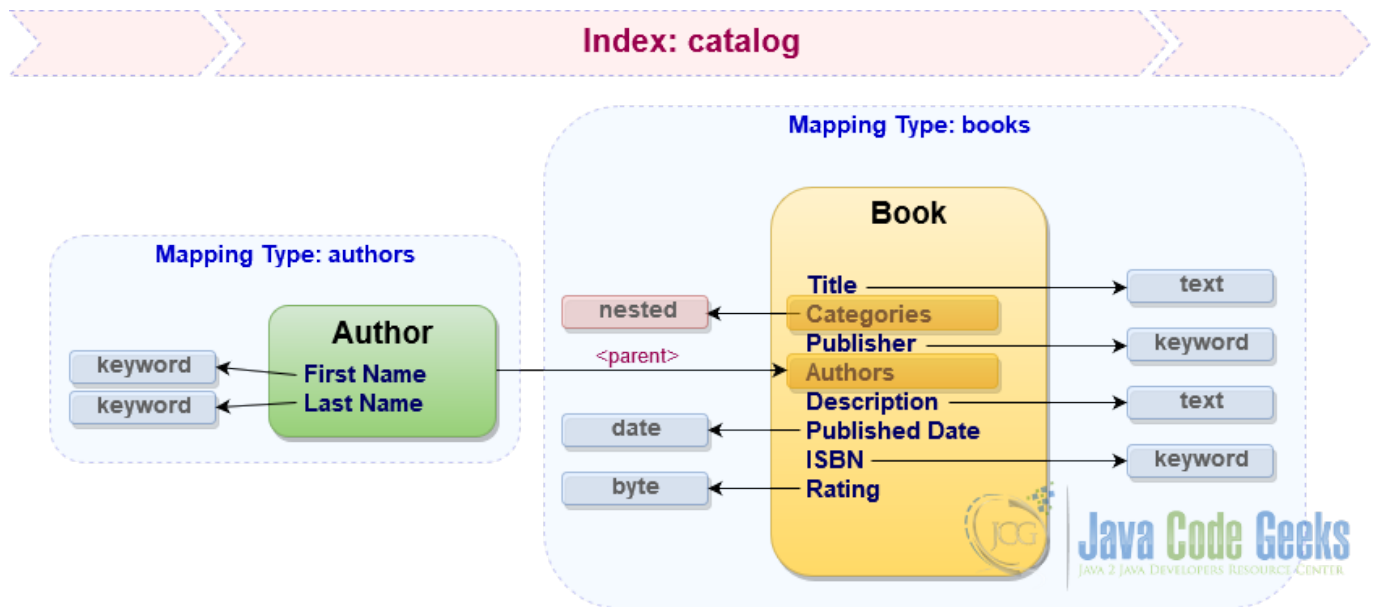 Index: catalog
Mapping Type: books
Book
Mapping Type: authors
Author
First Name
Last Name
keyword
keyword
<parent>
Title
Categories
Publisher
Authors
Description
Published Date
ISBN
Rating
nested
date
byte
text
keyword
text
keyword
JCG
Java Code Geeks
JAVA 2 JAVA DEVELOPERS RESOURCE CENTER